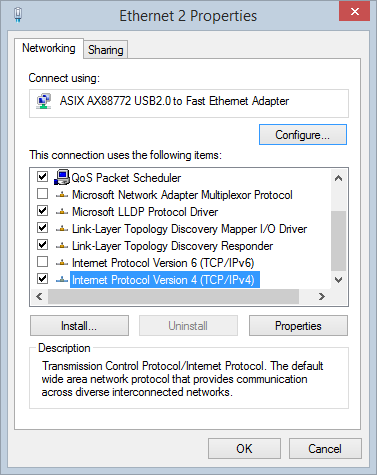 Ethernet 2 Properties
Networking
Sharing
Connect using:
ASIX AX88772 USB2.0 to Fast Ethernet Adapter
Configure...
This connection uses the following items:
QoS Packet Scheduler
Microsoft Network Adapter Multiplexor Protocol
Microsoft LLDP Protocol Driver
Link-Layer Topology Discovery Mapper I/O Driver
Link-Layer Topology Discovery Responder
Internet Protocol Version 6 (TCP/IPv6)
Internet Protocol Version 4 (TCP/IPv4)
Install...
Uninstall
Properties
Description
Transmission Control Protocol/Internet Protocol. The default
wide area network protocol that provides communication
across diverse interconnected networks.
OK
Cancel